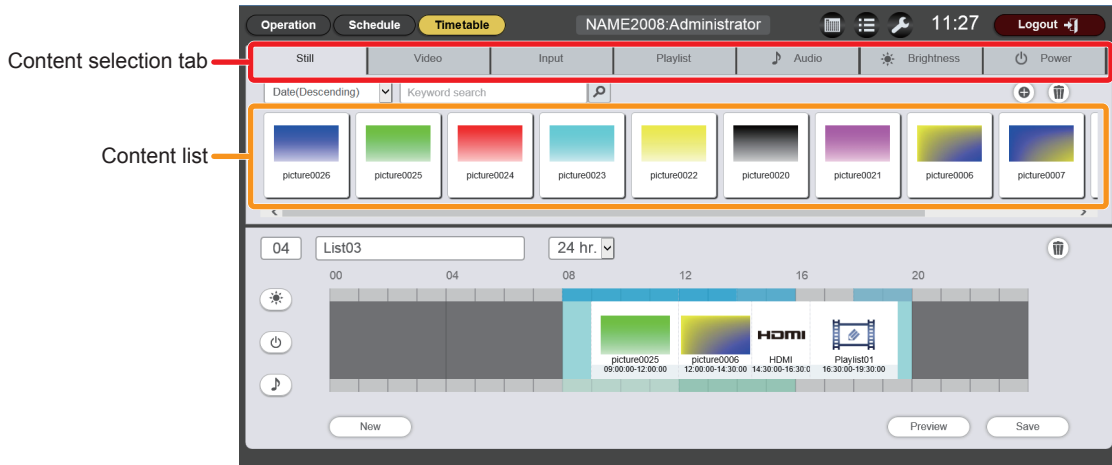 Operation Schedule Timetable NAME2008:Administrator 11:27 Logout
Content selection tab
Still Video Input Playlist Audio Brightness Power
Date(Descending) Keyword search
Content list
picture0026 picture0025 picture0024 picture0023 picture0022 picture0020 picture0021 picture0006 picture0007
04 List03 24 hr.
00 04 08 12 16 20
HDMI
picture0025 picture0006 HDMI Playlist01
09:00:00-12:00:00 12:00:00-14:30:00 14:30:00-16:30:0 16:30:00-19:30:00
New Preview Save